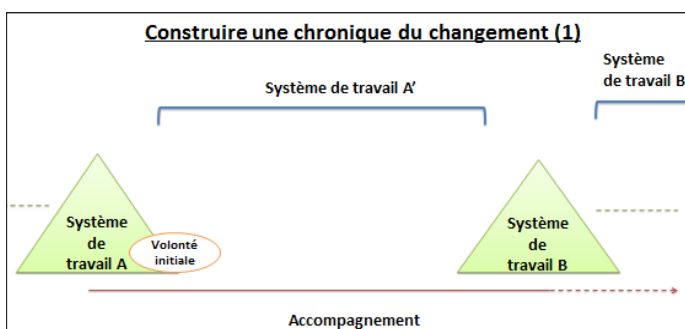 Construire une chronique du changement (1)
Système
de travail B
Système de travail A'
Système
de
travail A
Volonté
initiale
Système
de
travail B
Accompagnement